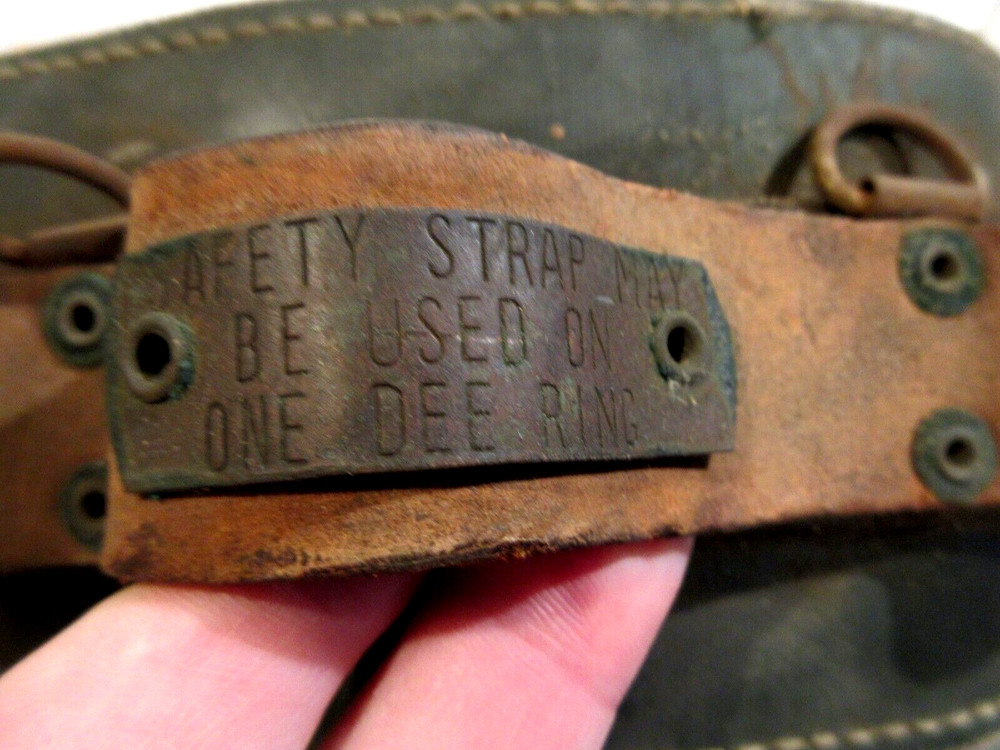 SAFETY STRAP MAY
BE USED ON
ONE DEE RING